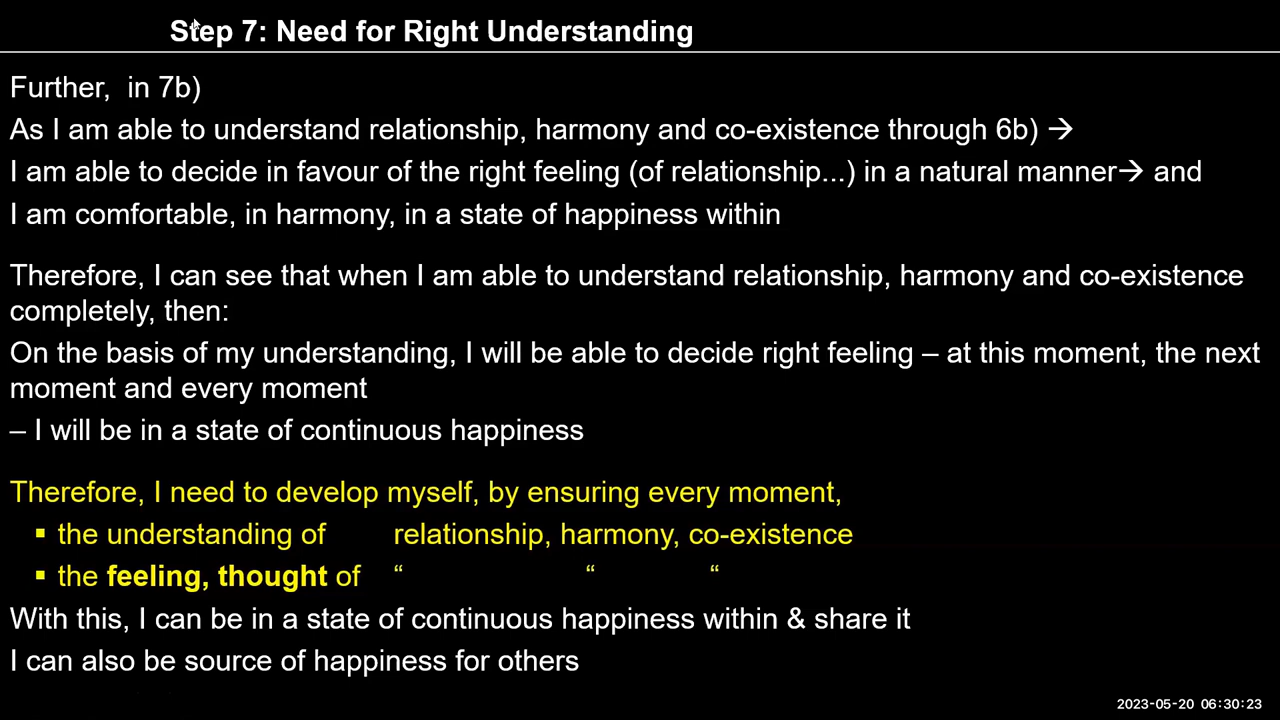 Step 7: Need for Right Understanding
Further,  in 7b)
As I am able to understand relationship, harmony and co-existence through 6b) →
I am able to decide in favour of the right feeling (of relationship...) in a natural manner→ and
I am comfortable, in harmony, in a state of happiness within
Therefore, I can see that when I am able to understand relationship, harmony and co-existence
completely, then:
On the basis of my understanding, I will be able to decide right feeling – at this moment, the next
moment and every moment
– I will be in a state of continuous happiness
Therefore, I need to develop myself, by ensuring every moment,
▪ the understanding of relationship, harmony, co-existence
▪ the feeling, thought of “ “ “
With this, I can be in a state of continuous happiness within & share it
I can also be source of happiness for others
2023-05-20 06:30:23